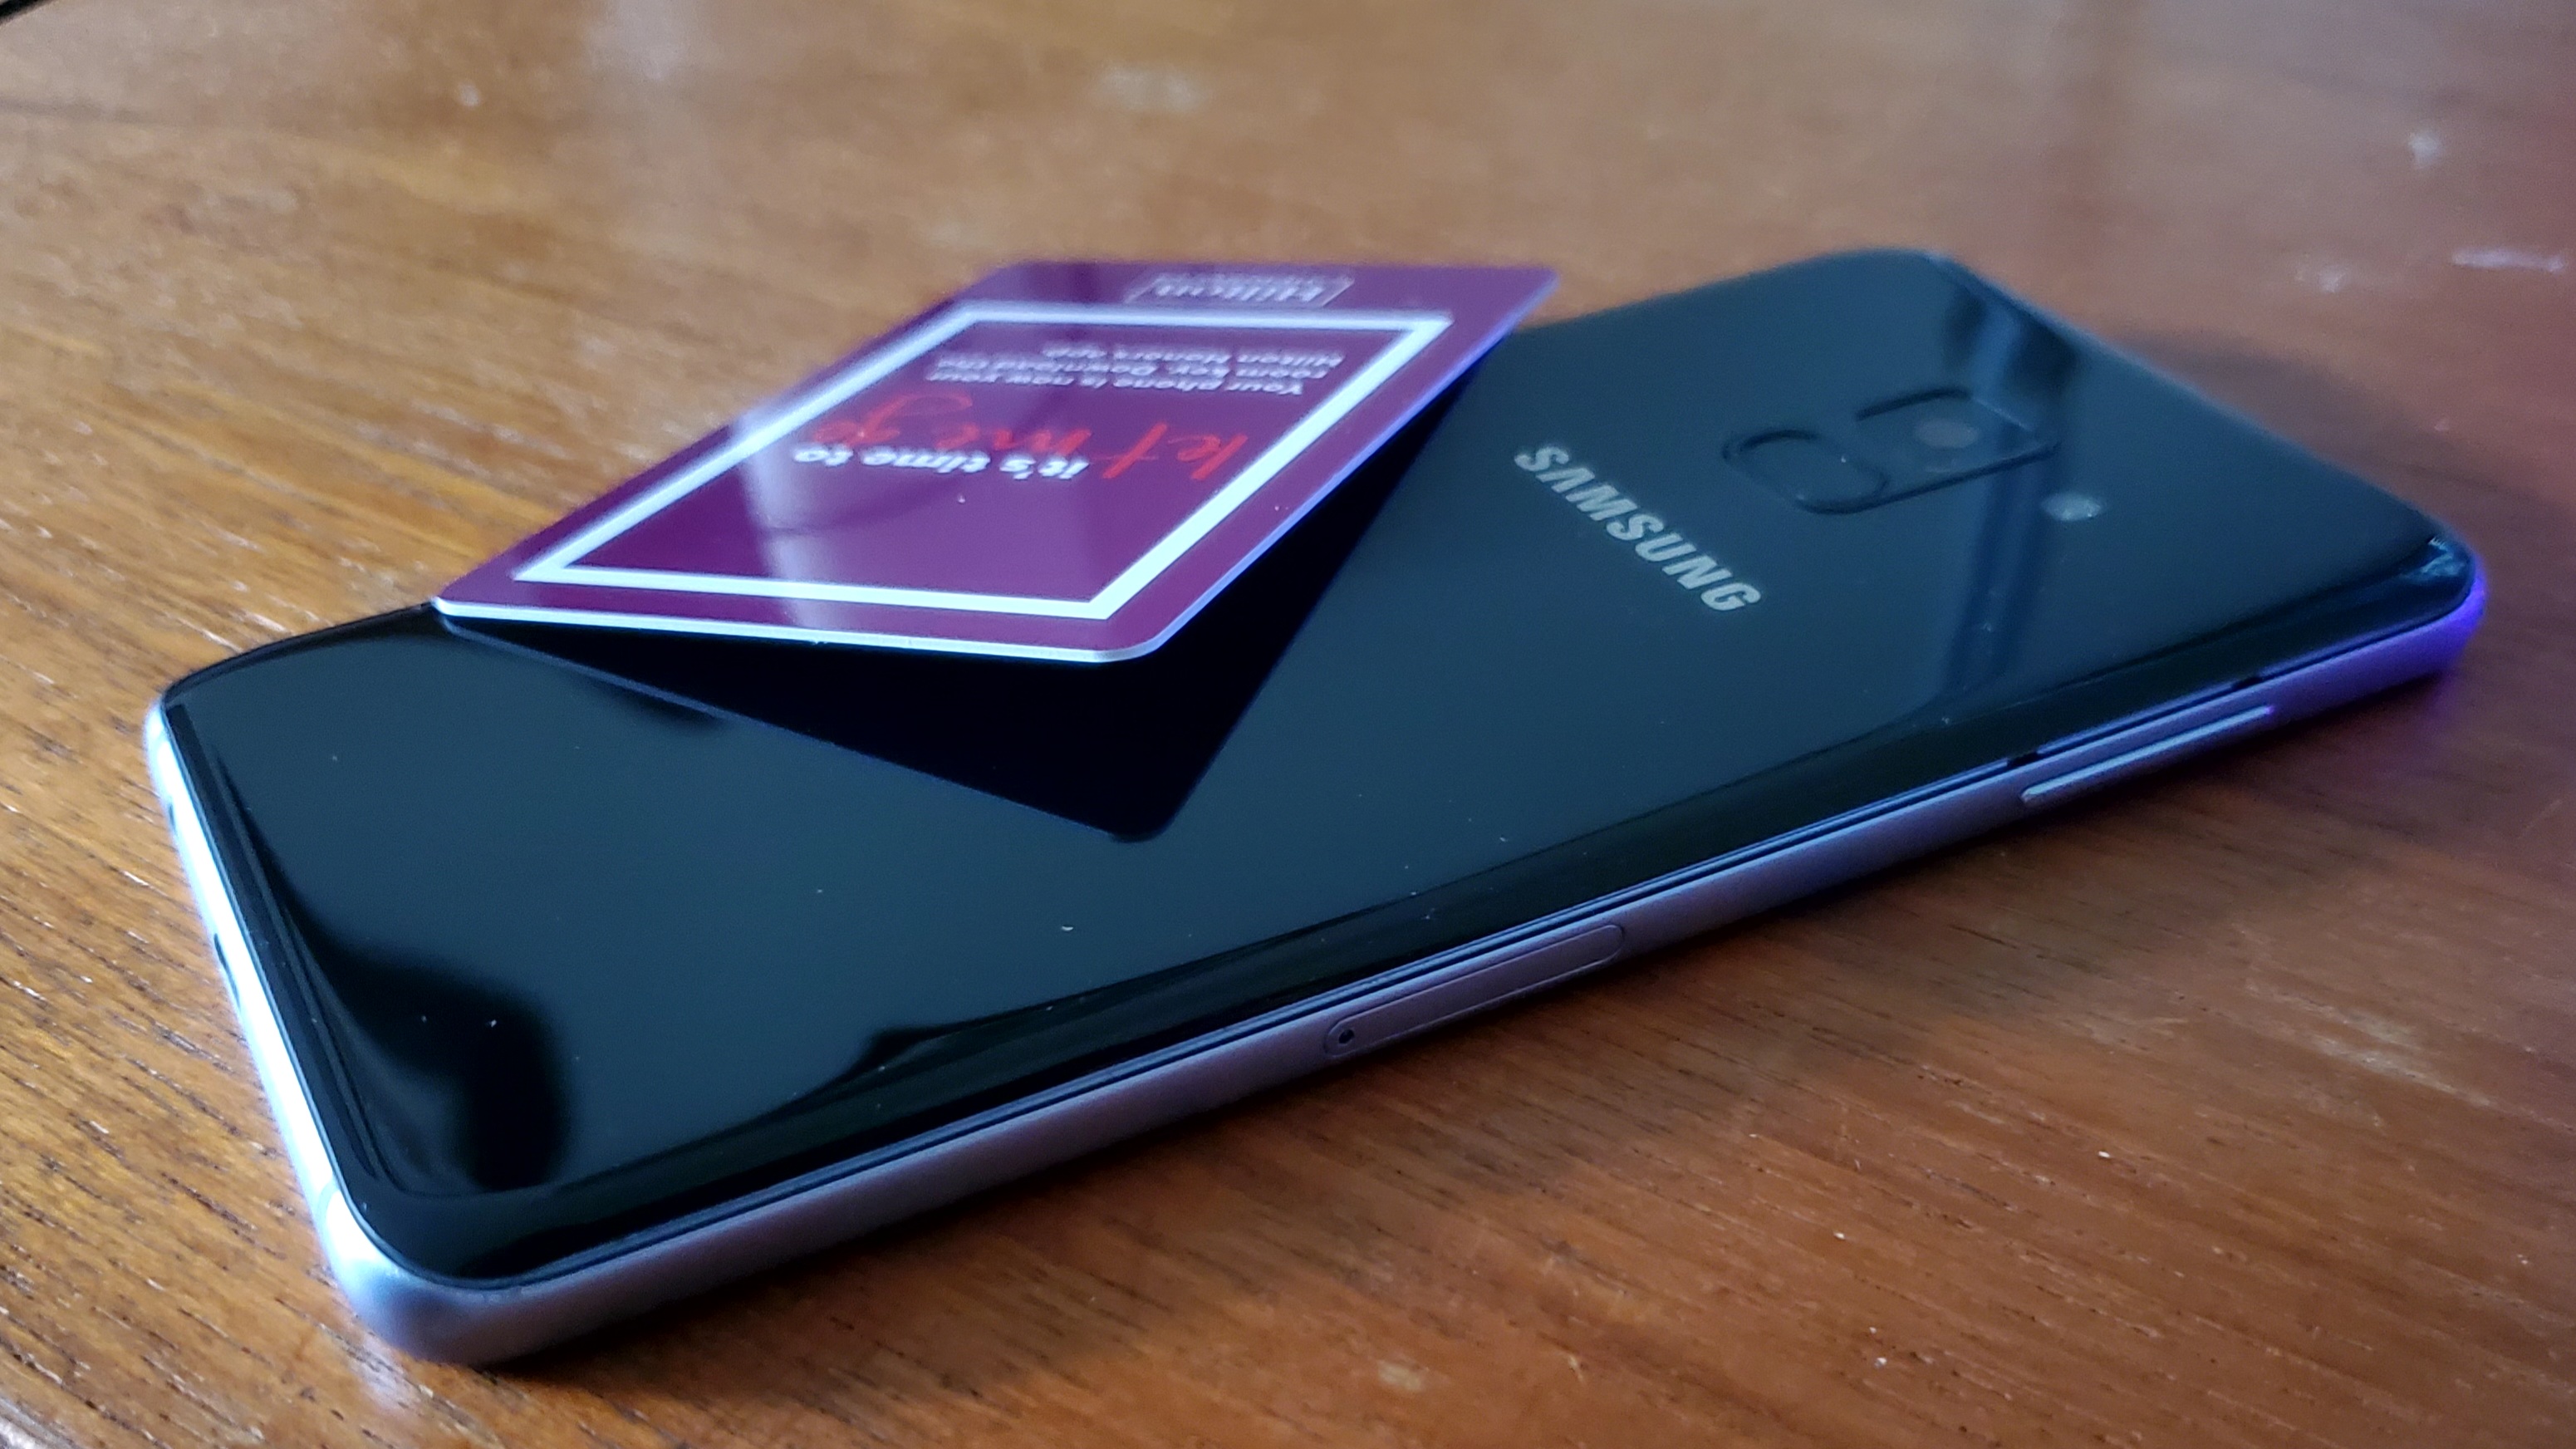 Hilton
it's time to
let me go
Your phone is now your
room key. Download the
Hilton Honors app.
SAMSUNG